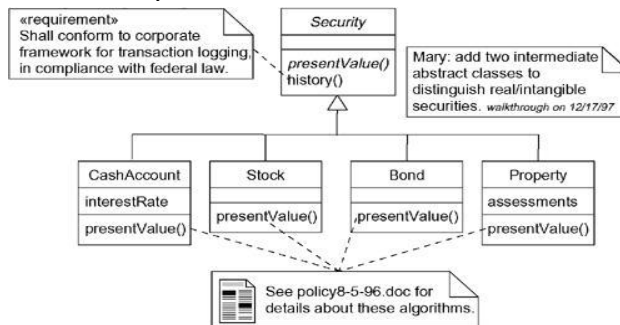 «requirement»
Shall conform to corporate
framework for transaction logging,
in compliance with federal law.
Security
presentValue()
history()
Mary: add two intermediate
abstract classes to
distinguish real/intangible
securities. walkthrough on 12/17/97
CashAccount
interestRate
presentValue()
Stock
presentValue()
Bond
presentValue()
Property
assessments
presentValue()
See policy8-5-96.doc for
details about these algorithms.